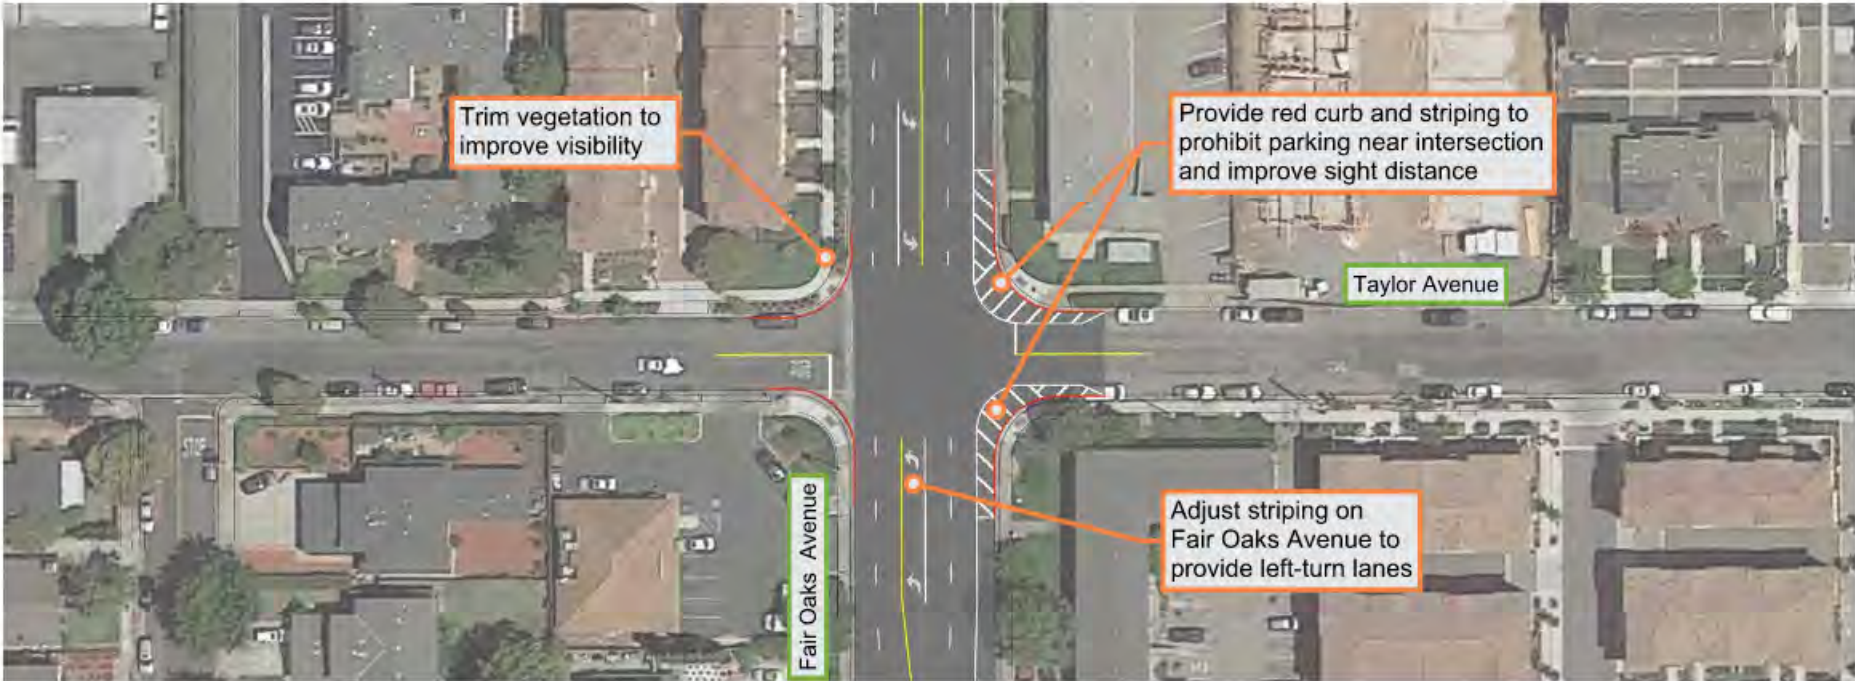 Trim vegetation to
improve visibility
Provide red curb and striping to
prohibit parking near intersection
and improve sight distance
Taylor Avenue
STOP
Fair Oaks Avenue
Adjust striping on
Fair Oaks Avenue to
provide left-turn lanes